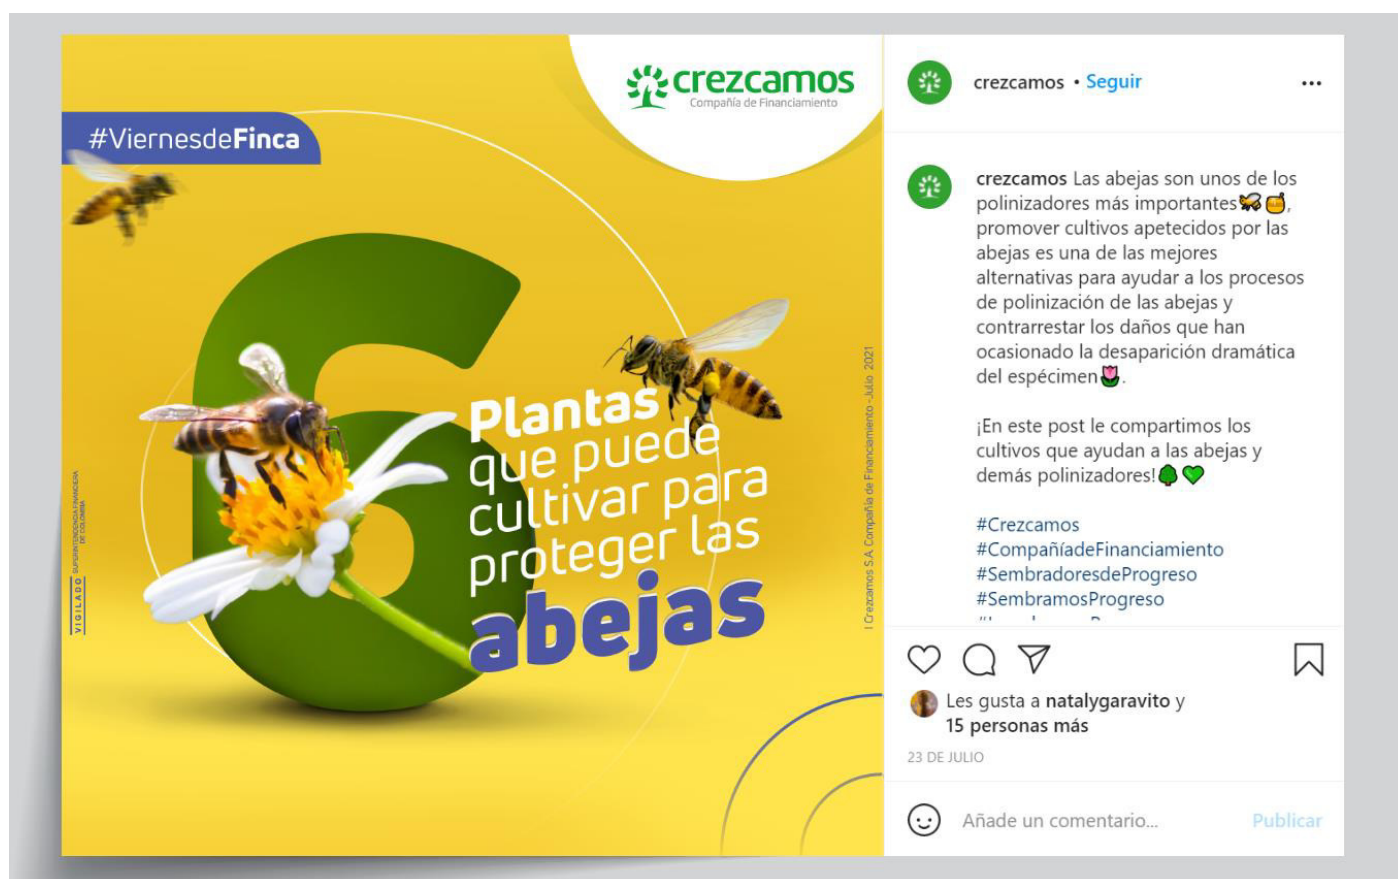 crezcamos
Compañía de Financiamiento
#ViernesdeFinca
6
Plantas
que puede
cultivar para
proteger las
abejas
VIGILADO SUPERINTENDENCIA FINANCIERA
DE COLOMBIA
I Crezcamos S.A. Compañía de Financiamiento -Julio 2021
crezcamos • Seguir
crezcamos Las abejas son unos de los
polinizadores más importantes🐝🍯,
promover cultivos apetecidos por las
abejas es una de las mejores
alternativas para ayudar a los procesos
de polinización de las abejas y
contrarrestar los daños que han
ocasionado la desaparición dramática
del espécimen🌷.
¡En este post le compartimos los
cultivos que ayudan a las abejas y
demás polinizadores!🌳💚
#Crezcamos
#CompañíadeFinanciamiento
#SembradoresdeProgreso
#SembramosProgreso
Les gusta a natalygaravito y
15 personas más
23 DE JULIO
Añade un comentario...
Publicar